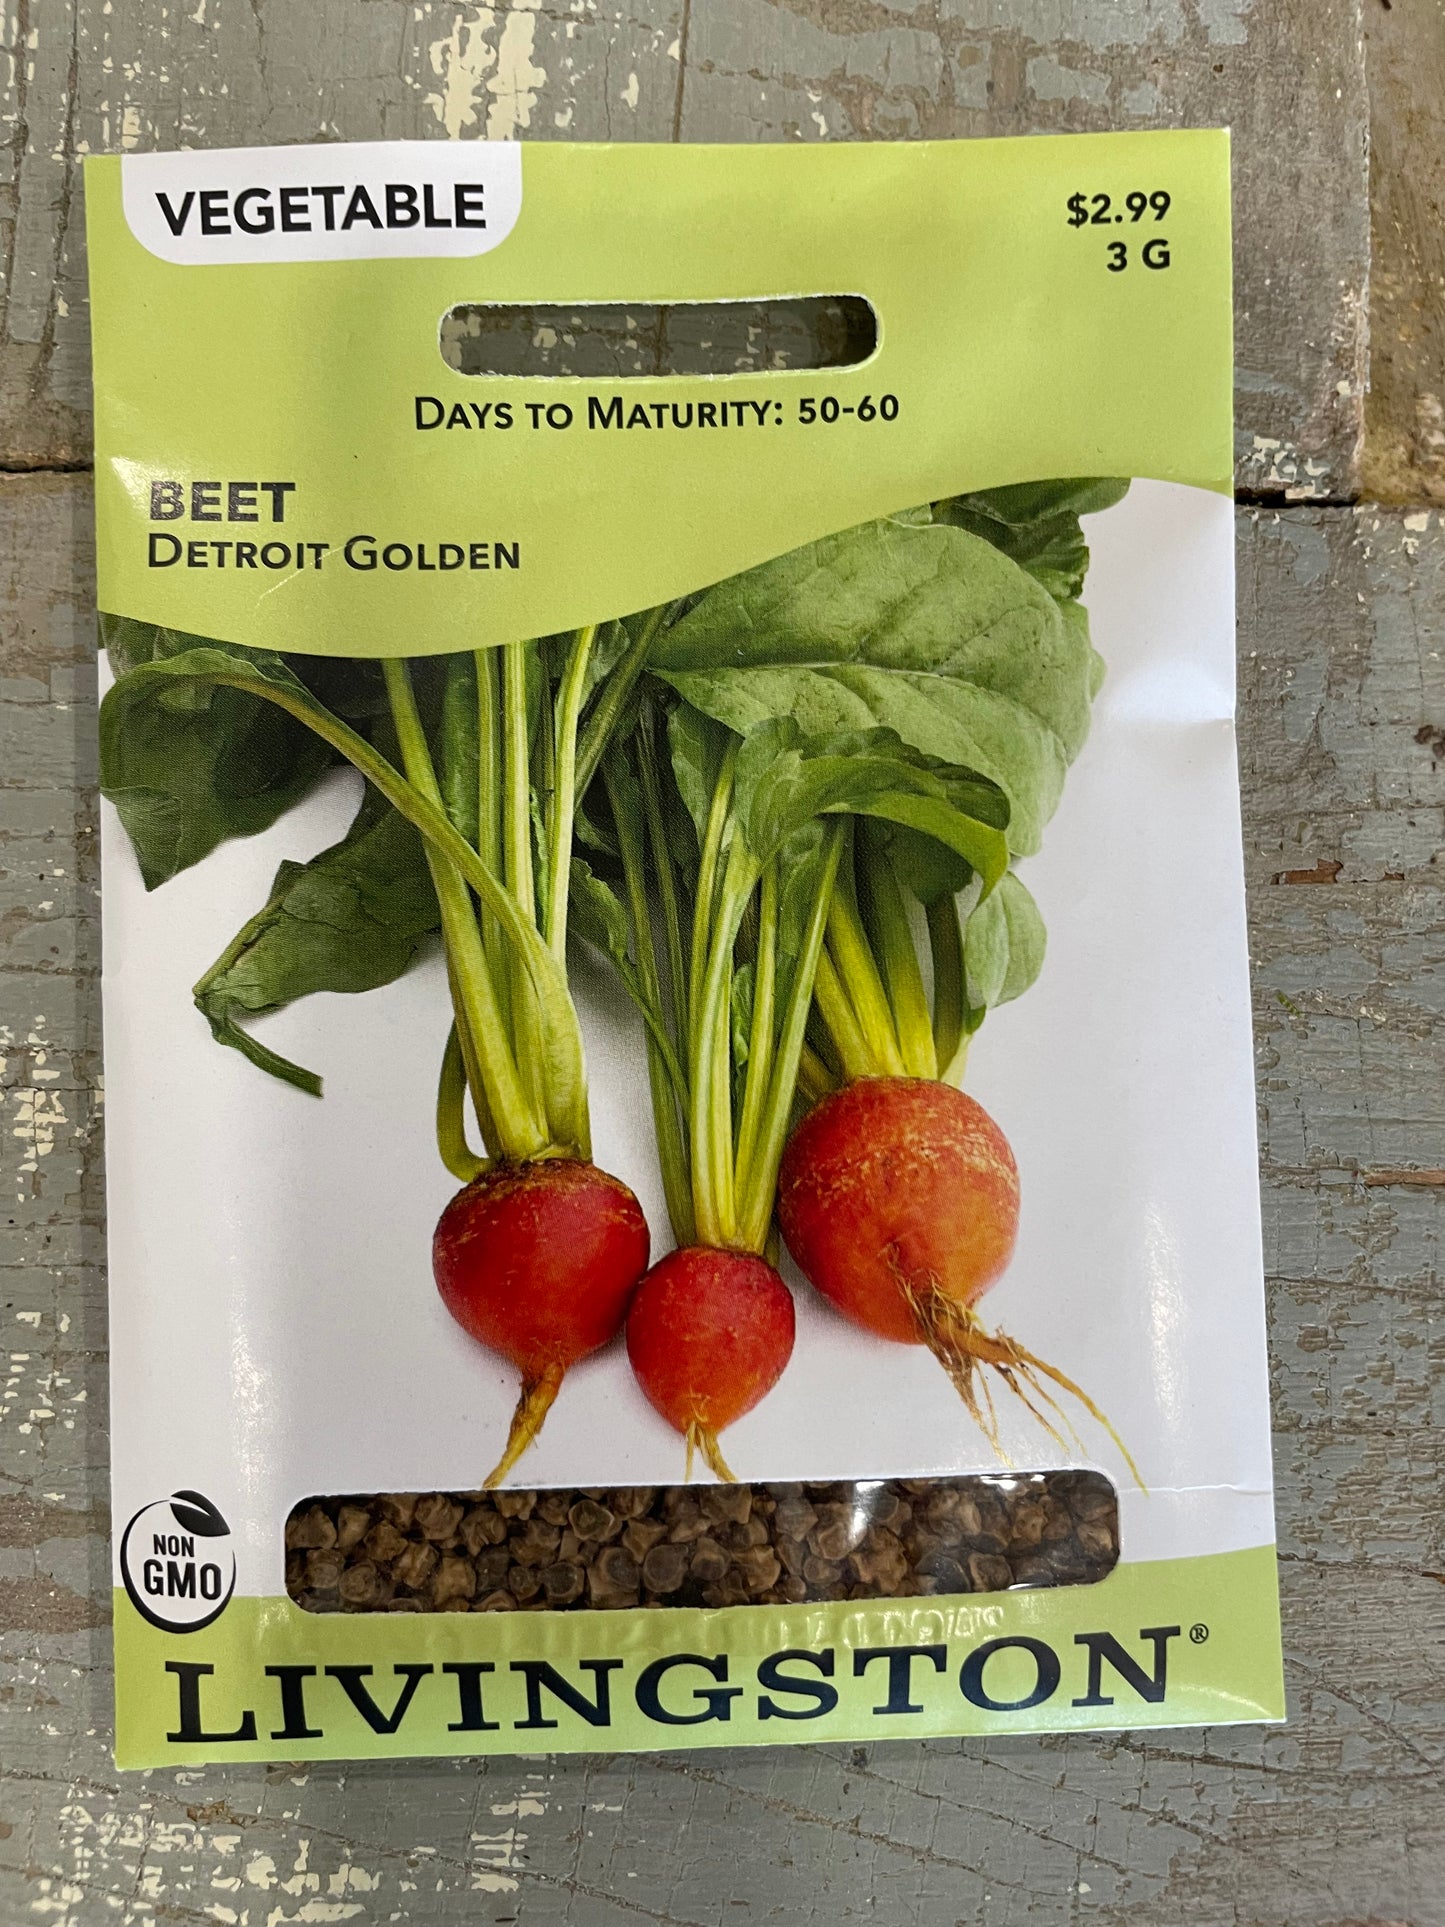 VEGETABLE
$2.99
3 G
DAYS TO MATURITY: 50-60
BEET
DETROIT GOLDEN
NON
GMO
LIVINGSTON®